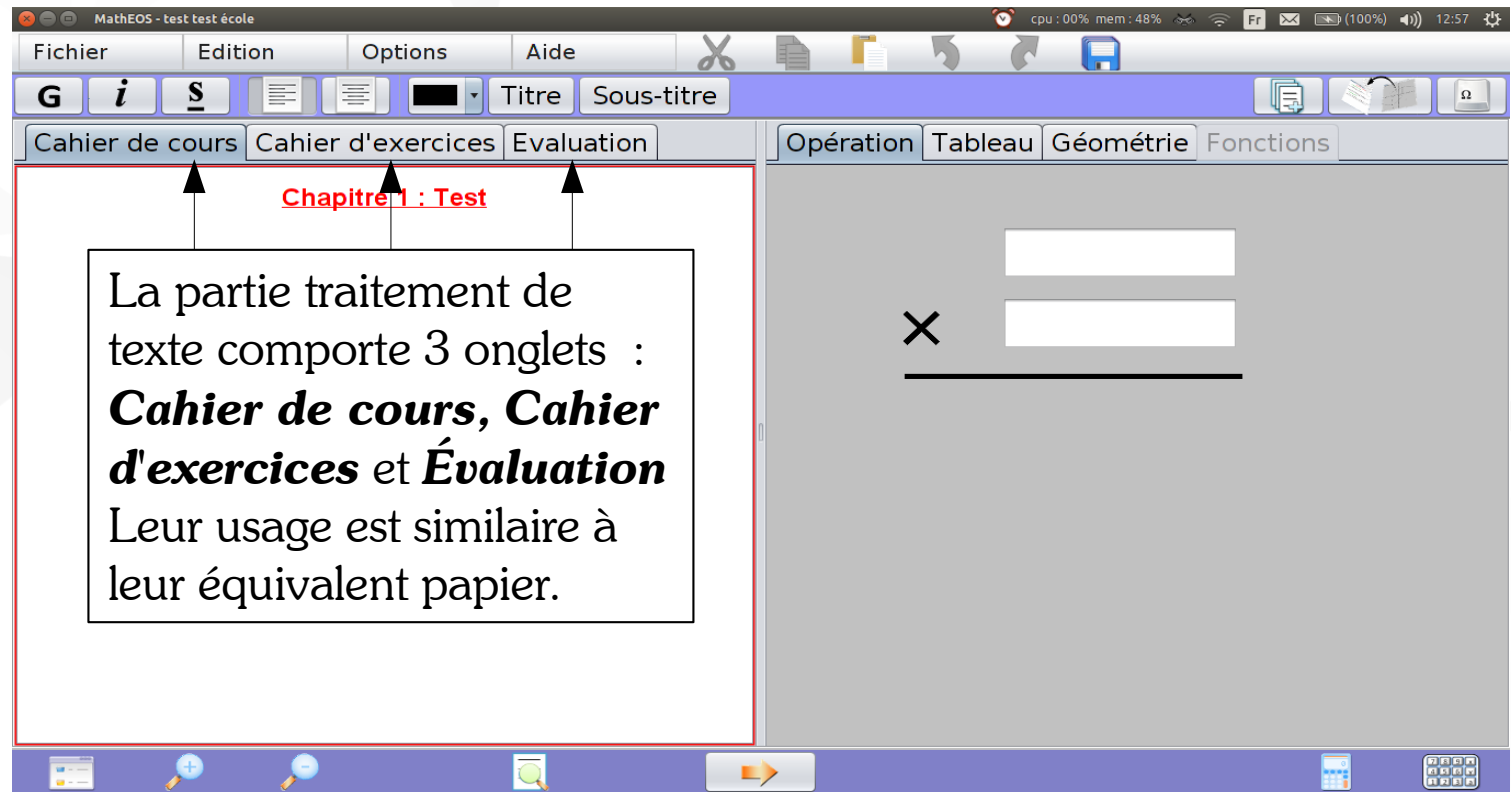 MathEOS - test test école
cpu : 00% mem : 48% Fr (100%) 12:57
Fichier Edition Options Aide
G i S Titre Sous-titre Ω
Cahier de cours Cahier d'exercices Evaluation
Opération Tableau Géométrie Fonctions
Chapitre 1 : Test
×
La partie traitement de
texte comporte 3 onglets :
Cahier de cours, Cahier
d'exercices et Évaluation
Leur usage est similaire à
leur équivalent papier.